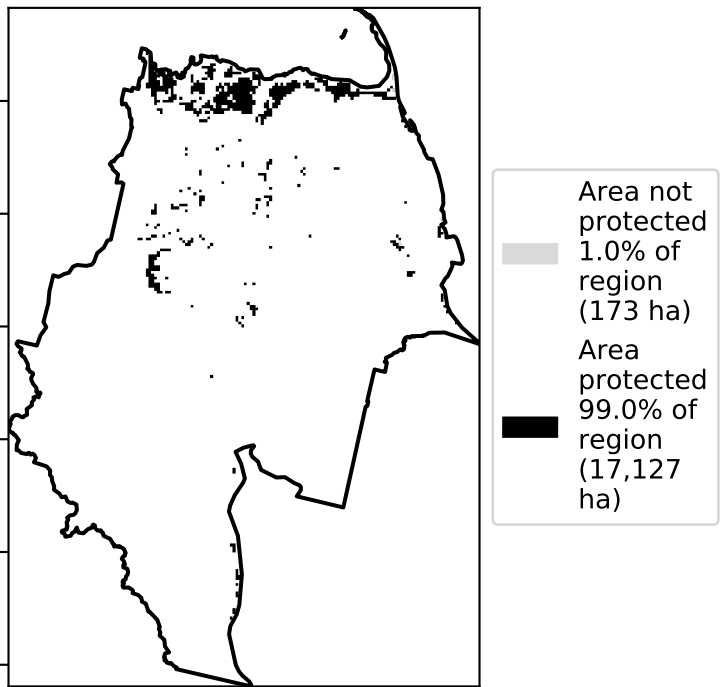 Area not
protected
1.0% of
region
(173 ha)
Area
protected
99.0% of
region
(17,127
ha)